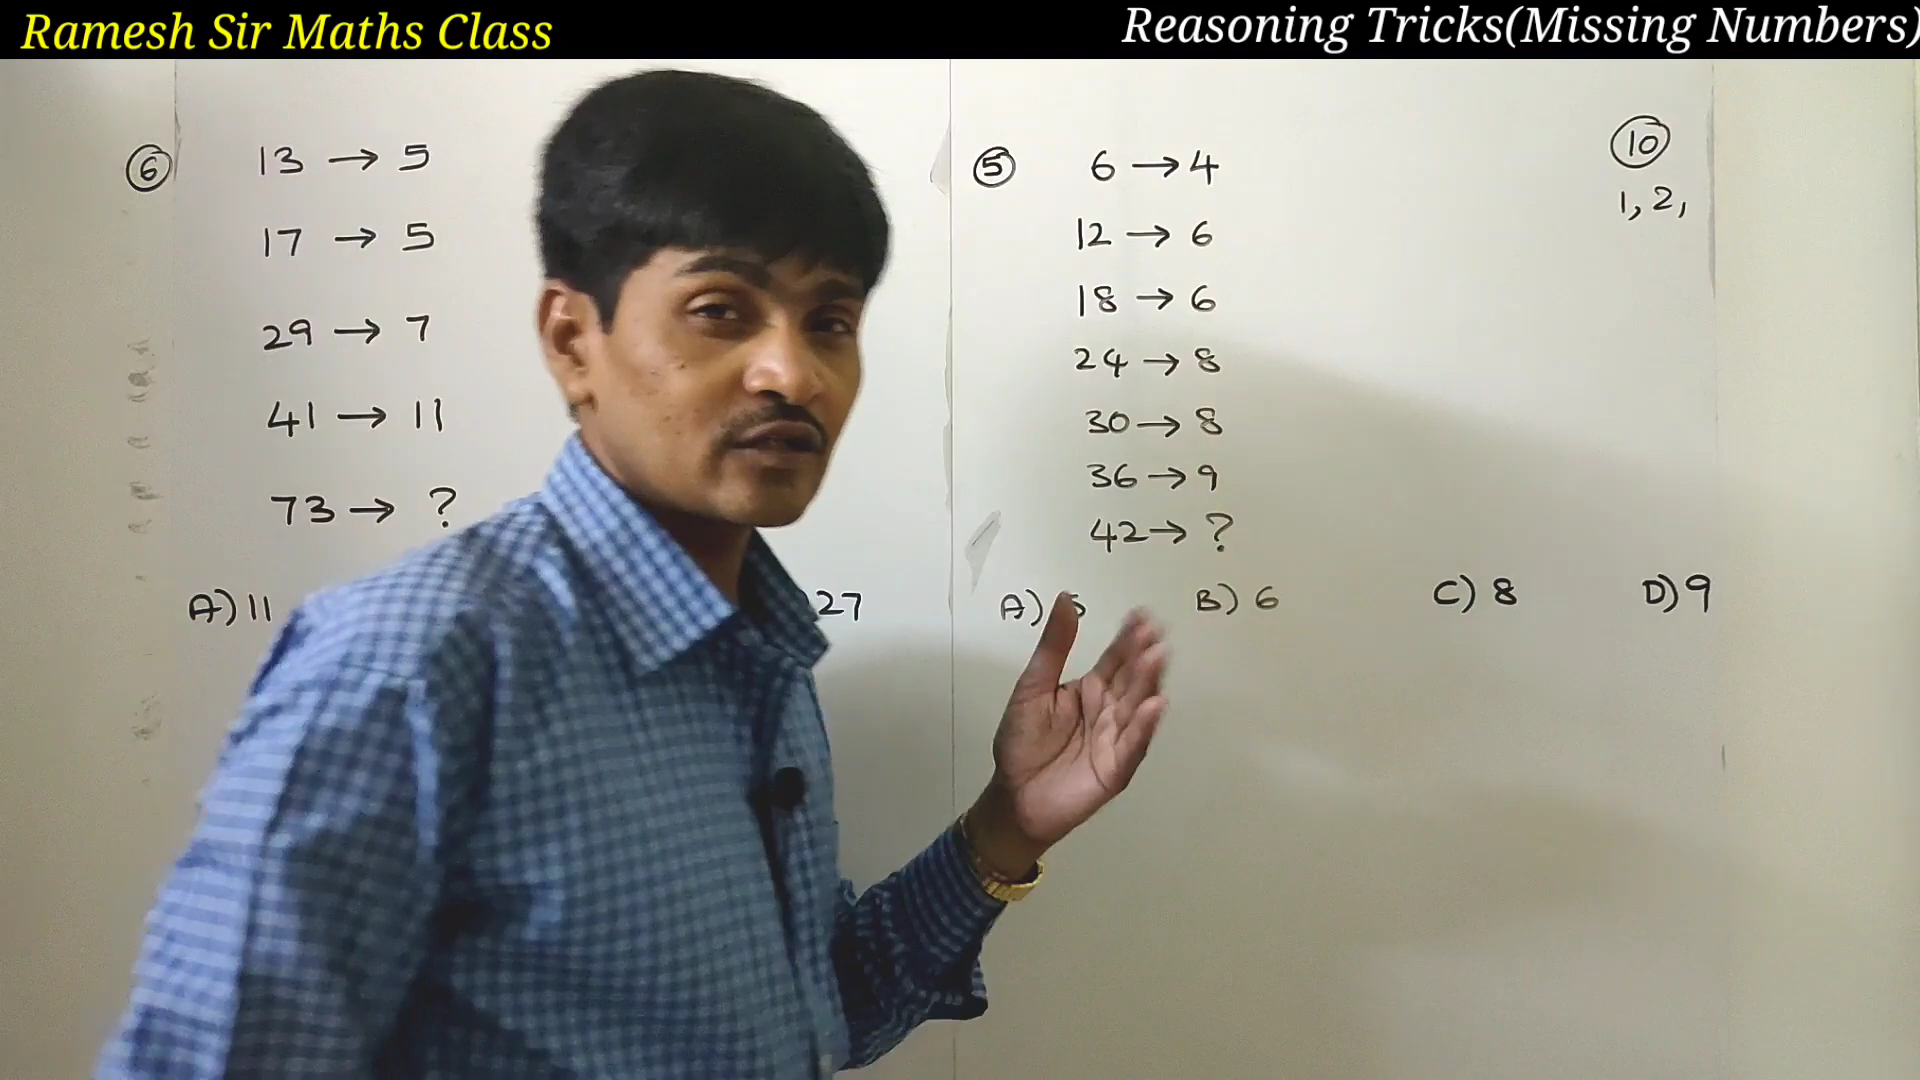 Ramesh Sir Maths Class
Reasoning Tricks(Missing Numbers)
6
13 → 5
17 → 5
29 → 7
41 → 11
73 → ?
A) 11
27
5
6 → 4
12 → 6
18 → 6
24 → 8
30 → 8
36 → 9
42 → ?
A) B) 6 C) 8 D) 9
10
1, 2,